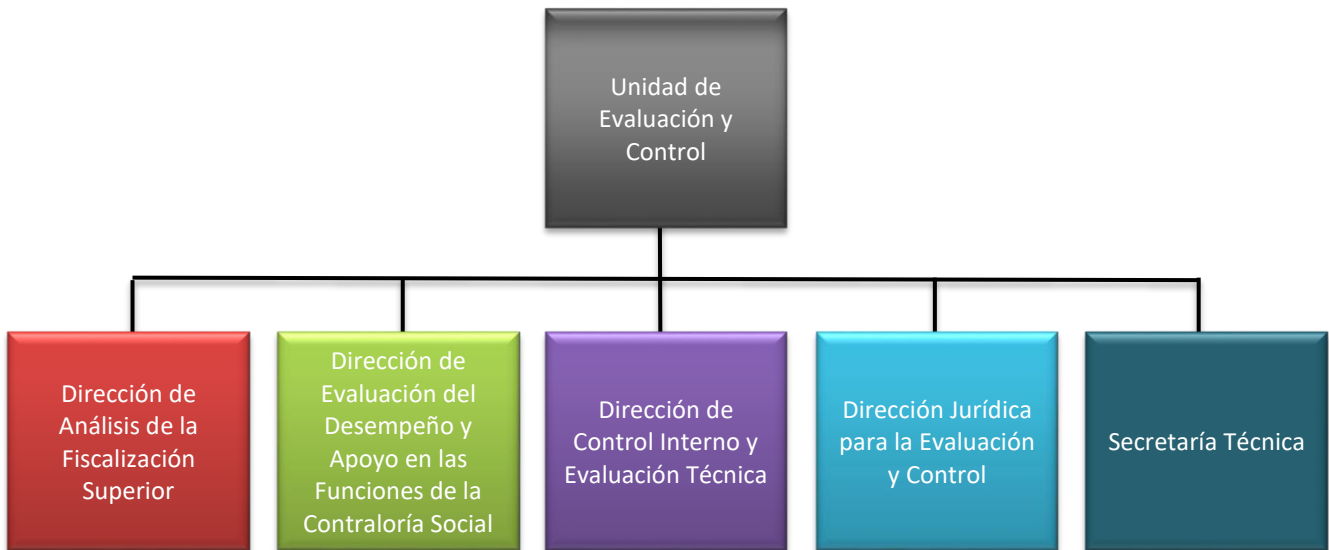 Unidad de
Evaluación y
Control
Dirección de
Análisis de la
Fiscalización
Superior
Dirección de
Evaluación del
Desempeño y
Apoyo en las
Funciones de la
Contraloría Social
Dirección de
Control Interno y
Evaluación Técnica
Dirección Jurídica
para la Evaluación
y Control
Secretaría Técnica